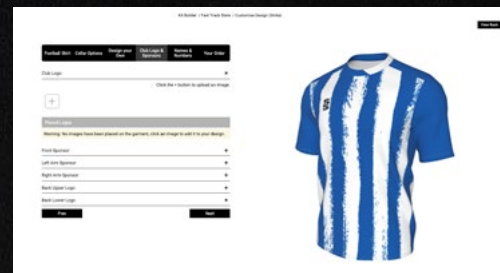 Kit Builder / Fast Track Store / Customise Design (Stripe)
View Back
Football Shirt
Collar Options
Design your Own
Club Logo & Sponsors
Names & Numbers
Your Order
Club Logo
Click the + button to upload an image.
+
Placed Logos
Warning: No images have been placed on the garment, click an image to add it to your design.
Front Sponsor +
Left Arm Sponsor +
Right Arm Sponsor +
Back Upper Logo +
Back Lower Logo +
Prev
Next